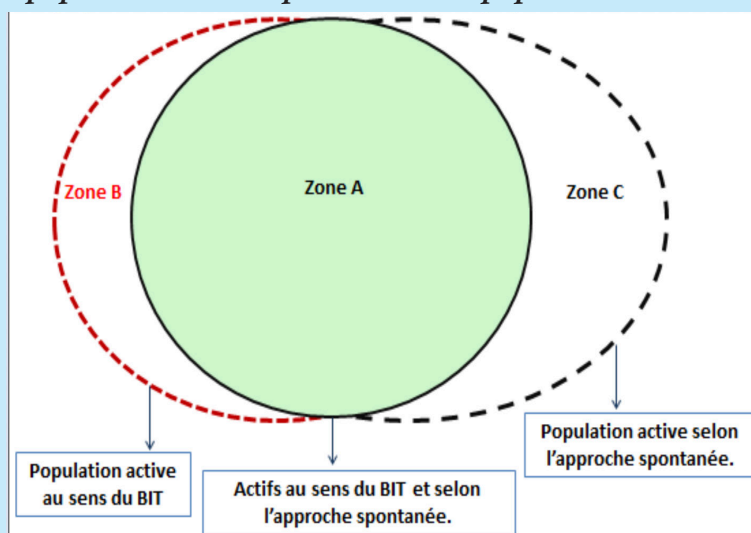 Zone B
Zone A
Zone C
Population active
au sens du BIT
Actifs au sens du BIT et selon
l'approche spontanée.
Population active selon
l'approche spontanée.